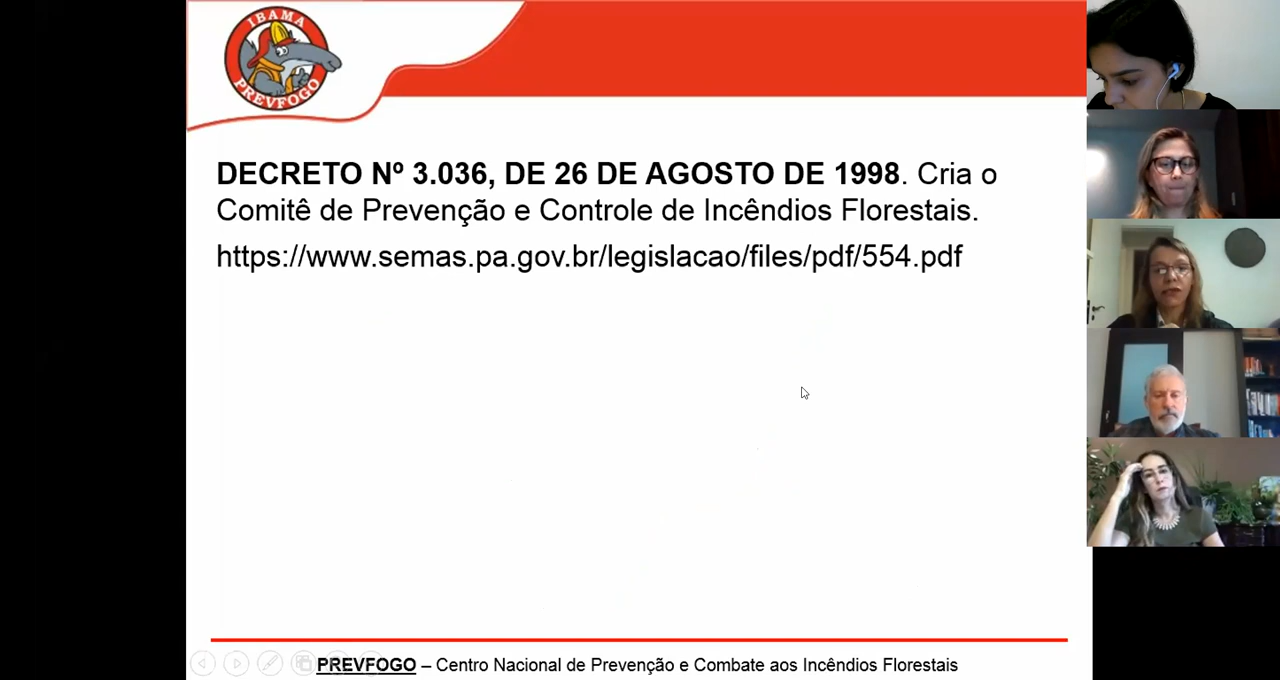 IBAMA
PREVFOGO
DECRETO Nº 3.036, DE 26 DE AGOSTO DE 1998. Cria o
Comitê de Prevenção e Controle de Incêndios Florestais.
https://www.semas.pa.gov.br/legislacao/files/pdf/554.pdf
PREVFOGO – Centro Nacional de Prevenção e Combate aos Incêndios Florestais